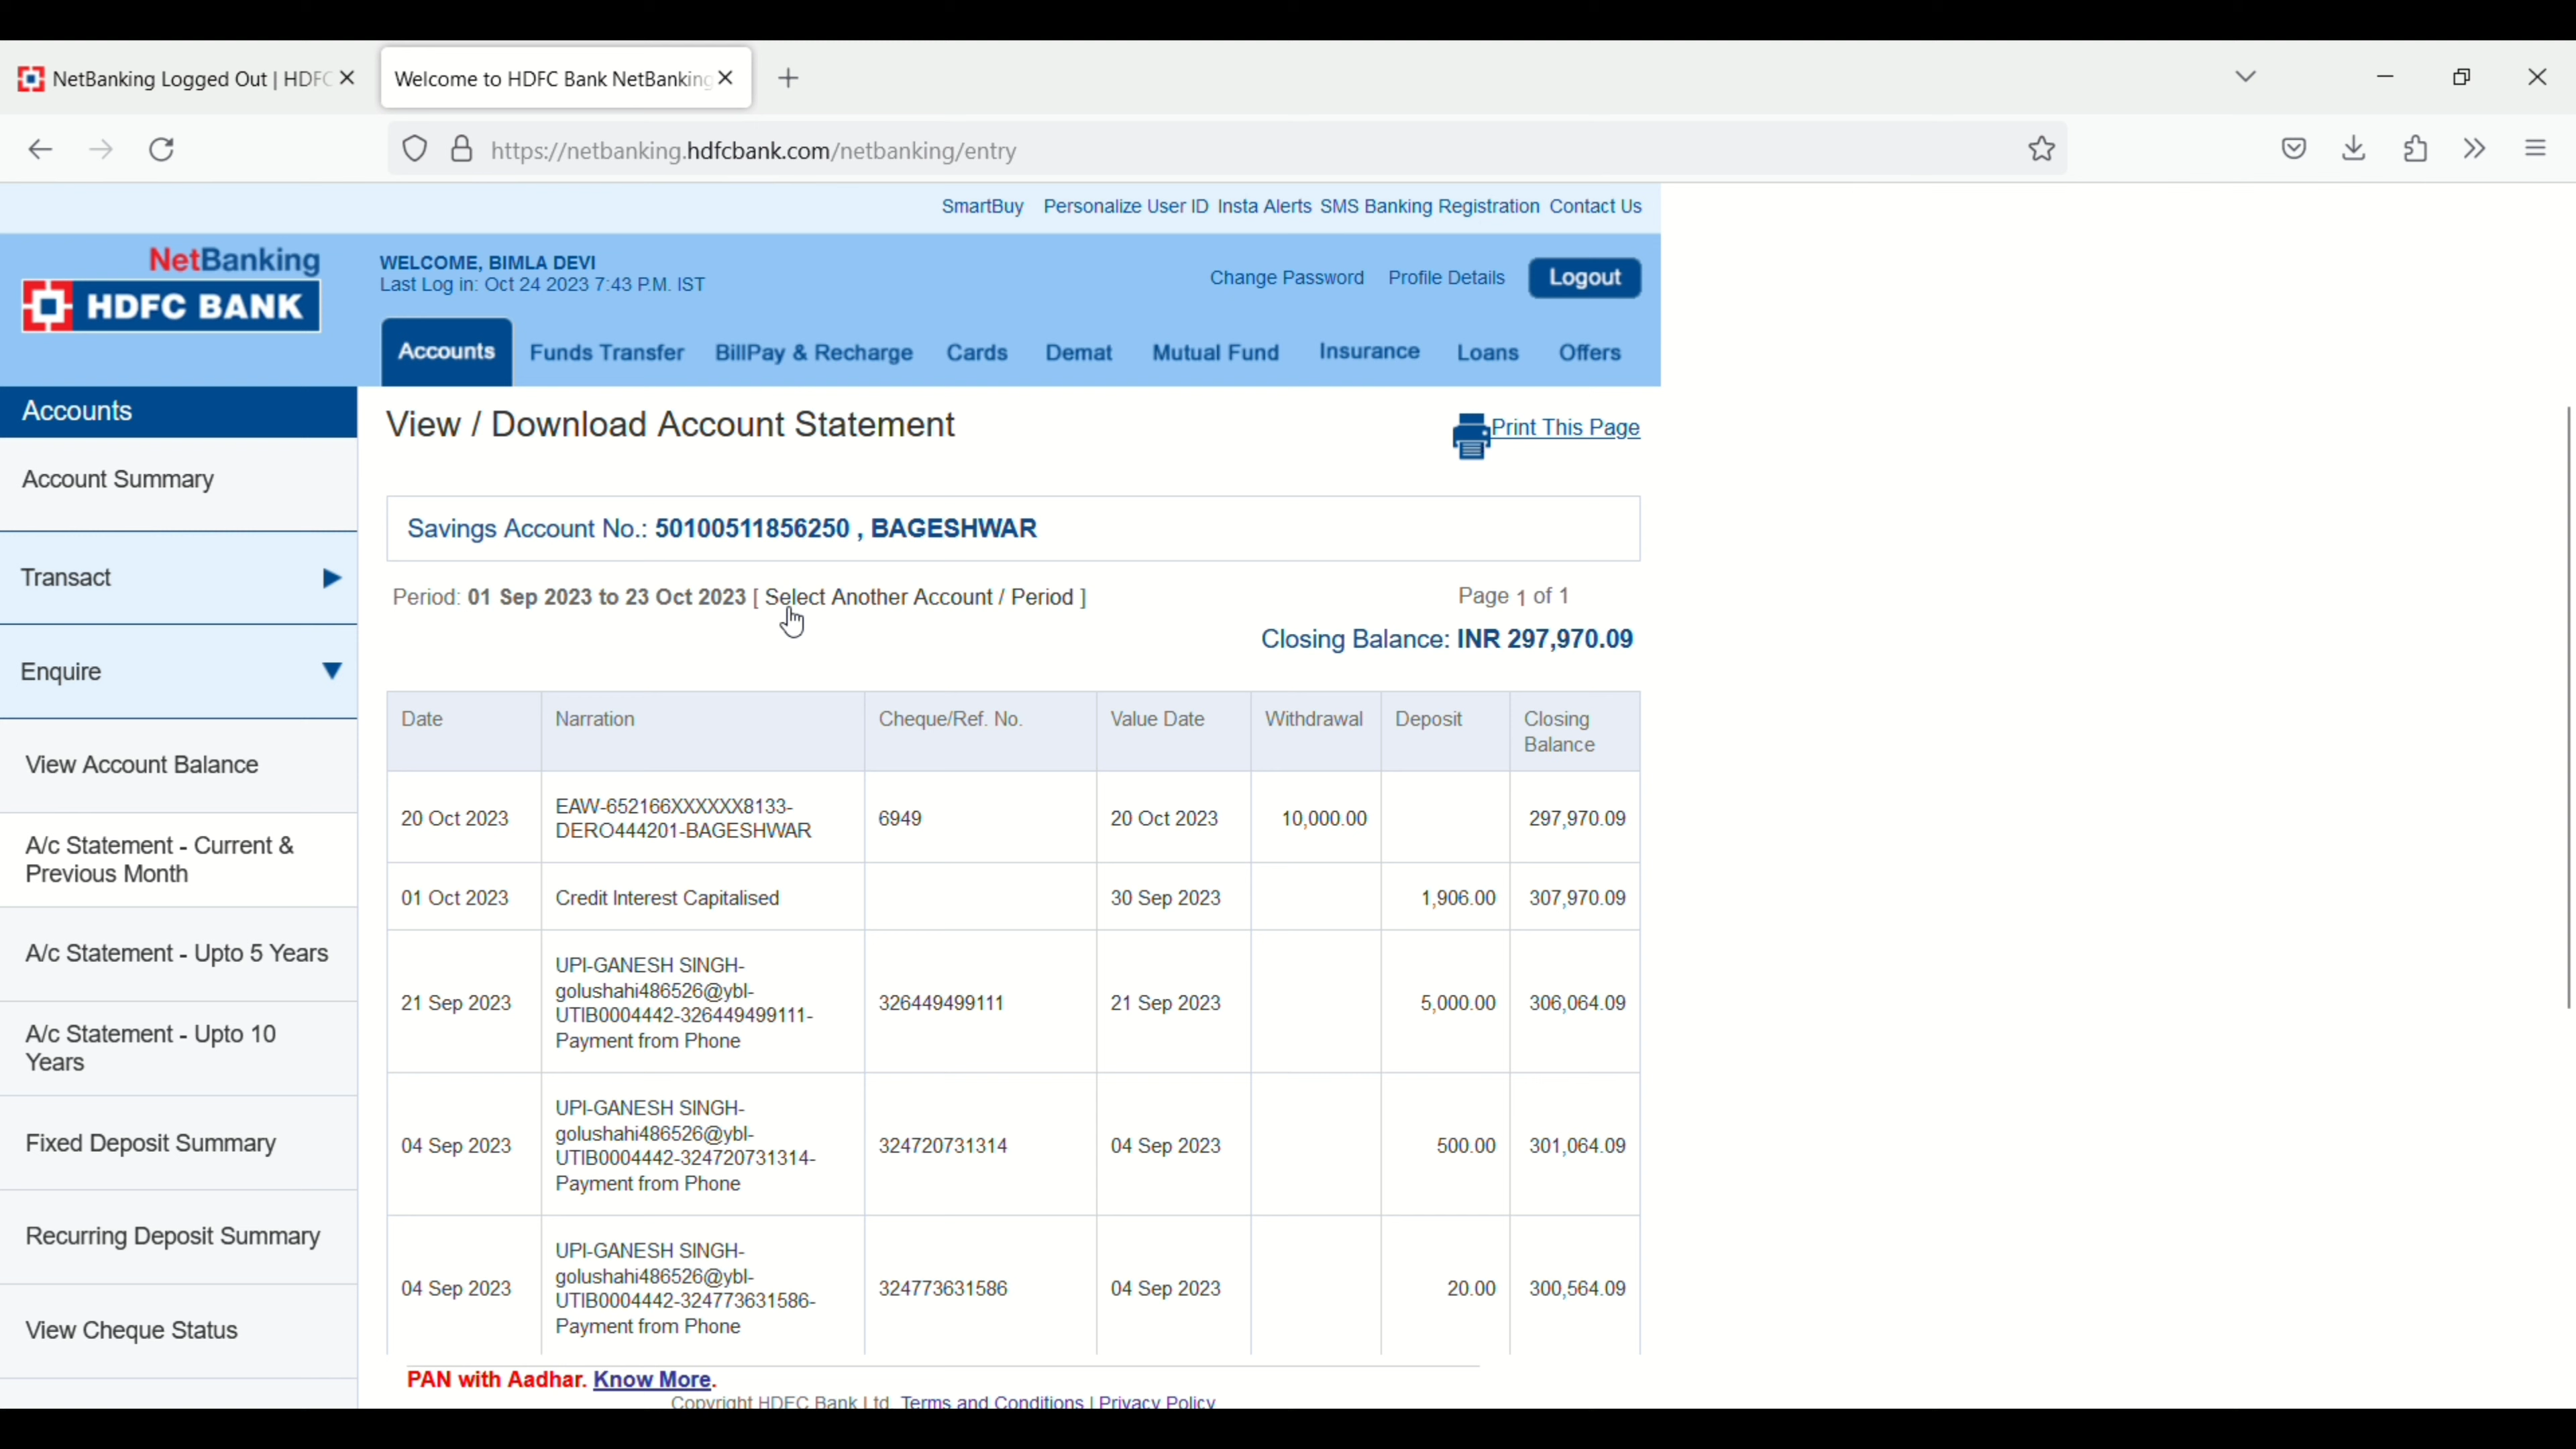 NetBanking Logged Out | HDFC
Welcome to HDFC Bank NetBanking
https://netbanking.hdfcbank.com/netbanking/entry
SmartBuy Personalize User ID Insta Alerts SMS Banking Registration Contact Us
NetBanking
HDFC BANK
WELCOME, BIMLA DEVI
Last Log in: Oct 24 2023 7:43 P.M. IST
Change Password Profile Details Logout
Accounts Funds Transfer BillPay & Recharge Cards Demat Mutual Fund Insurance Loans Offers
Accounts
Account Summary
Transact
Enquire
View Account Balance
A/c Statement - Current &
Previous Month
A/c Statement - Upto 5 Years
A/c Statement - Upto 10
Years
Fixed Deposit Summary
Recurring Deposit Summary
View Cheque Status
View / Download Account Statement
Print This Page
Savings Account No.: 50100511856250 , BAGESHWAR
Period: 01 Sep 2023 to 23 Oct 2023 [ Select Another Account / Period ]
Page 1 of 1
Closing Balance: INR 297,970.09
Date Narration Cheque/Ref. No. Value Date Withdrawal Deposit Closing
Balance
20 Oct 2023 EAW-652166XXXXXX8133-
DERO444201-BAGESHWAR 6949 20 Oct 2023 10,000.00 297,970.09
01 Oct 2023 Credit Interest Capitalised 30 Sep 2023 1,906.00 307,970.09
21 Sep 2023 UPI-GANESH SINGH-
golushahi486526@ybl-
UTIB0004442-326449499111-
Payment from Phone 326449499111 21 Sep 2023 5,000.00 306,064.09
04 Sep 2023 UPI-GANESH SINGH-
golushahi486526@ybl-
UTIB0004442-324720731314-
Payment from Phone 324720731314 04 Sep 2023 500.00 301,064.09
04 Sep 2023 UPI-GANESH SINGH-
golushahi486526@ybl-
UTIB0004442-324773631586-
Payment from Phone 324773631586 04 Sep 2023 20.00 300,564.09
PAN with Aadhar. Know More.
Copyright HDFC Bank Ltd. Terms and Conditions | Privacy Policy